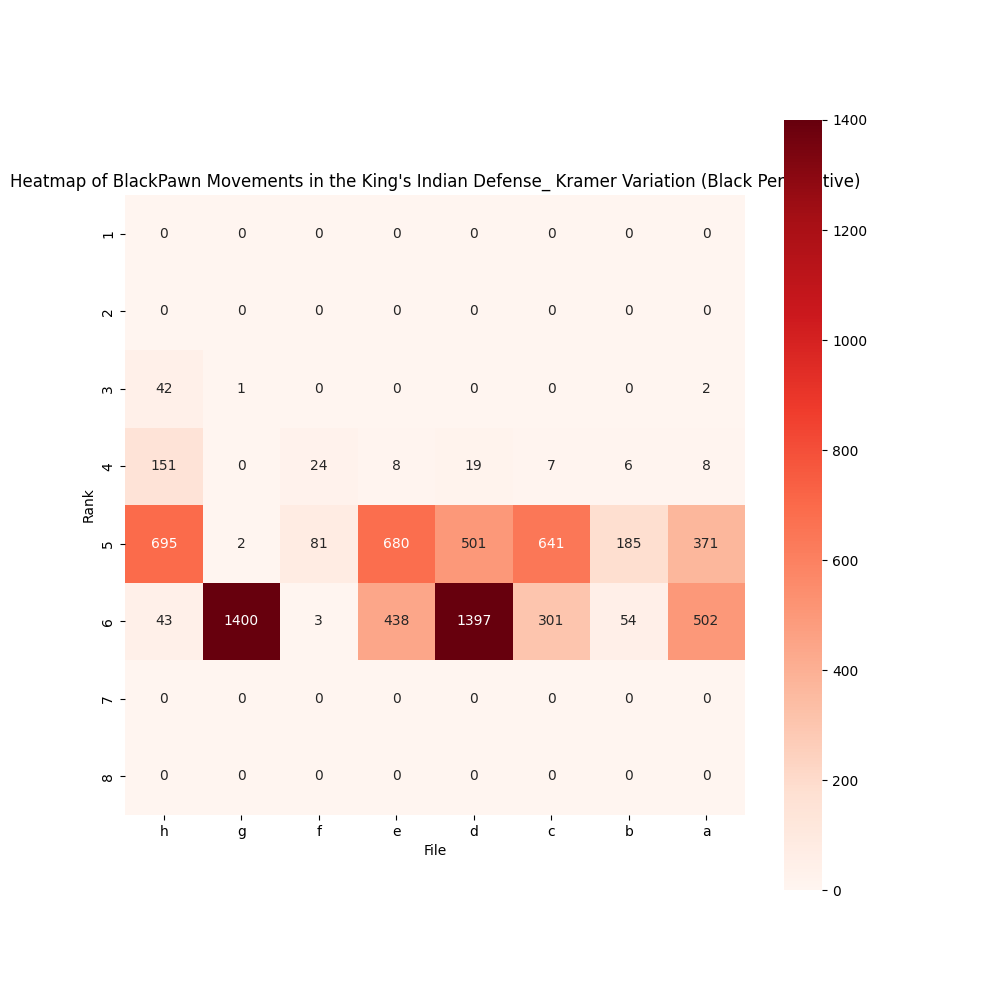 1400
Heatmap of BlackPawn Movements in the King's Indian Defense_ Kramer Variation (Black Per tive)
1 0 0 0 0 0 0 0 0
1200
2 0 0 0 0 0 0 0 0
1000
3 42 1 0 0 0 0 0 2
800
4 151 0 24 8 19 7 6 8
Rank
5 695 2 81 680 501 641 185 371
600
6 43 1400 3 438 1397 301 54 502
400
7 0 0 0 0 0 0 0 0
8 0 0 0 0 0 0 0 0
200
h g f e d c b a
File
0